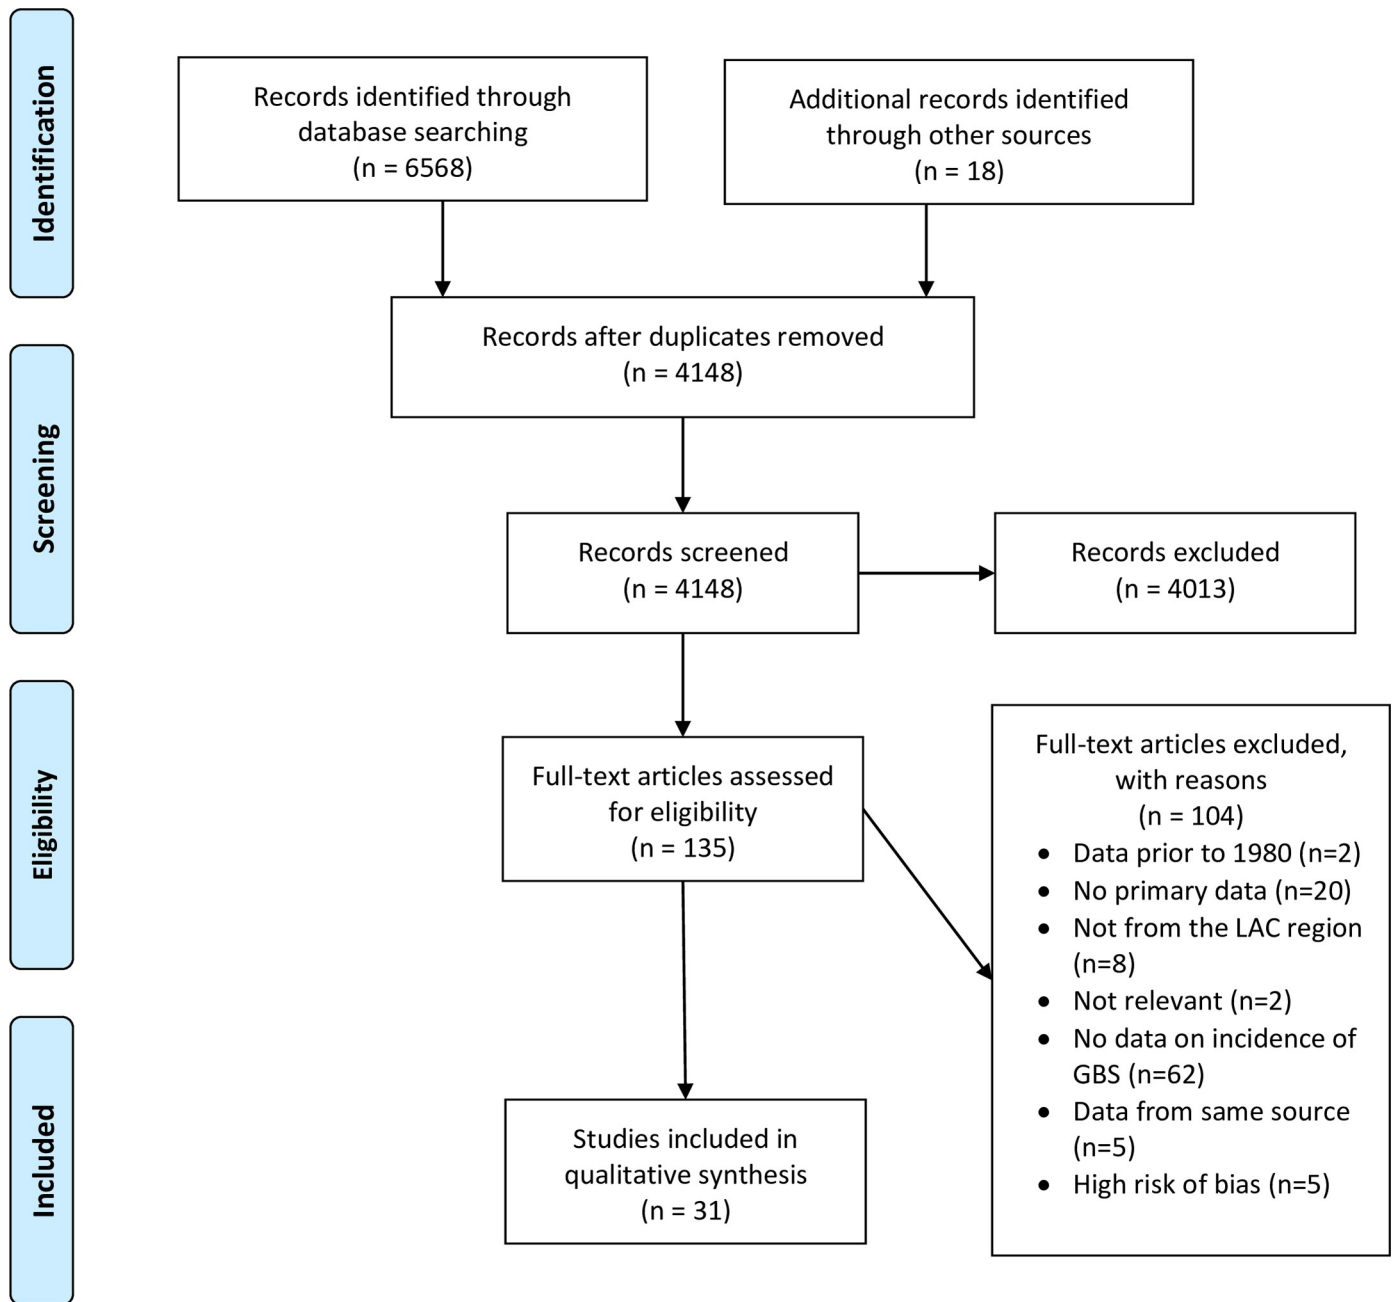 Identification
Records identified through
database searching
(n = 6568)
Additional records identified
through other sources
(n = 18)
Records after duplicates removed
(n = 4148)
Screening
Records screened
(n = 4148)
Records excluded
(n = 4013)
Eligibility
Full-text articles assessed
for eligibility
(n = 135)
Full-text articles excluded,
with reasons
(n = 104)
• Data prior to 1980 (n=2)
• No primary data (n=20)
• Not from the LAC region
(n=8)
• Not relevant (n=2)
• No data on incidence of
GBS (n=62)
• Data from same source
(n=5)
• High risk of bias (n=5)
Included
Studies included in
qualitative synthesis
(n = 31)